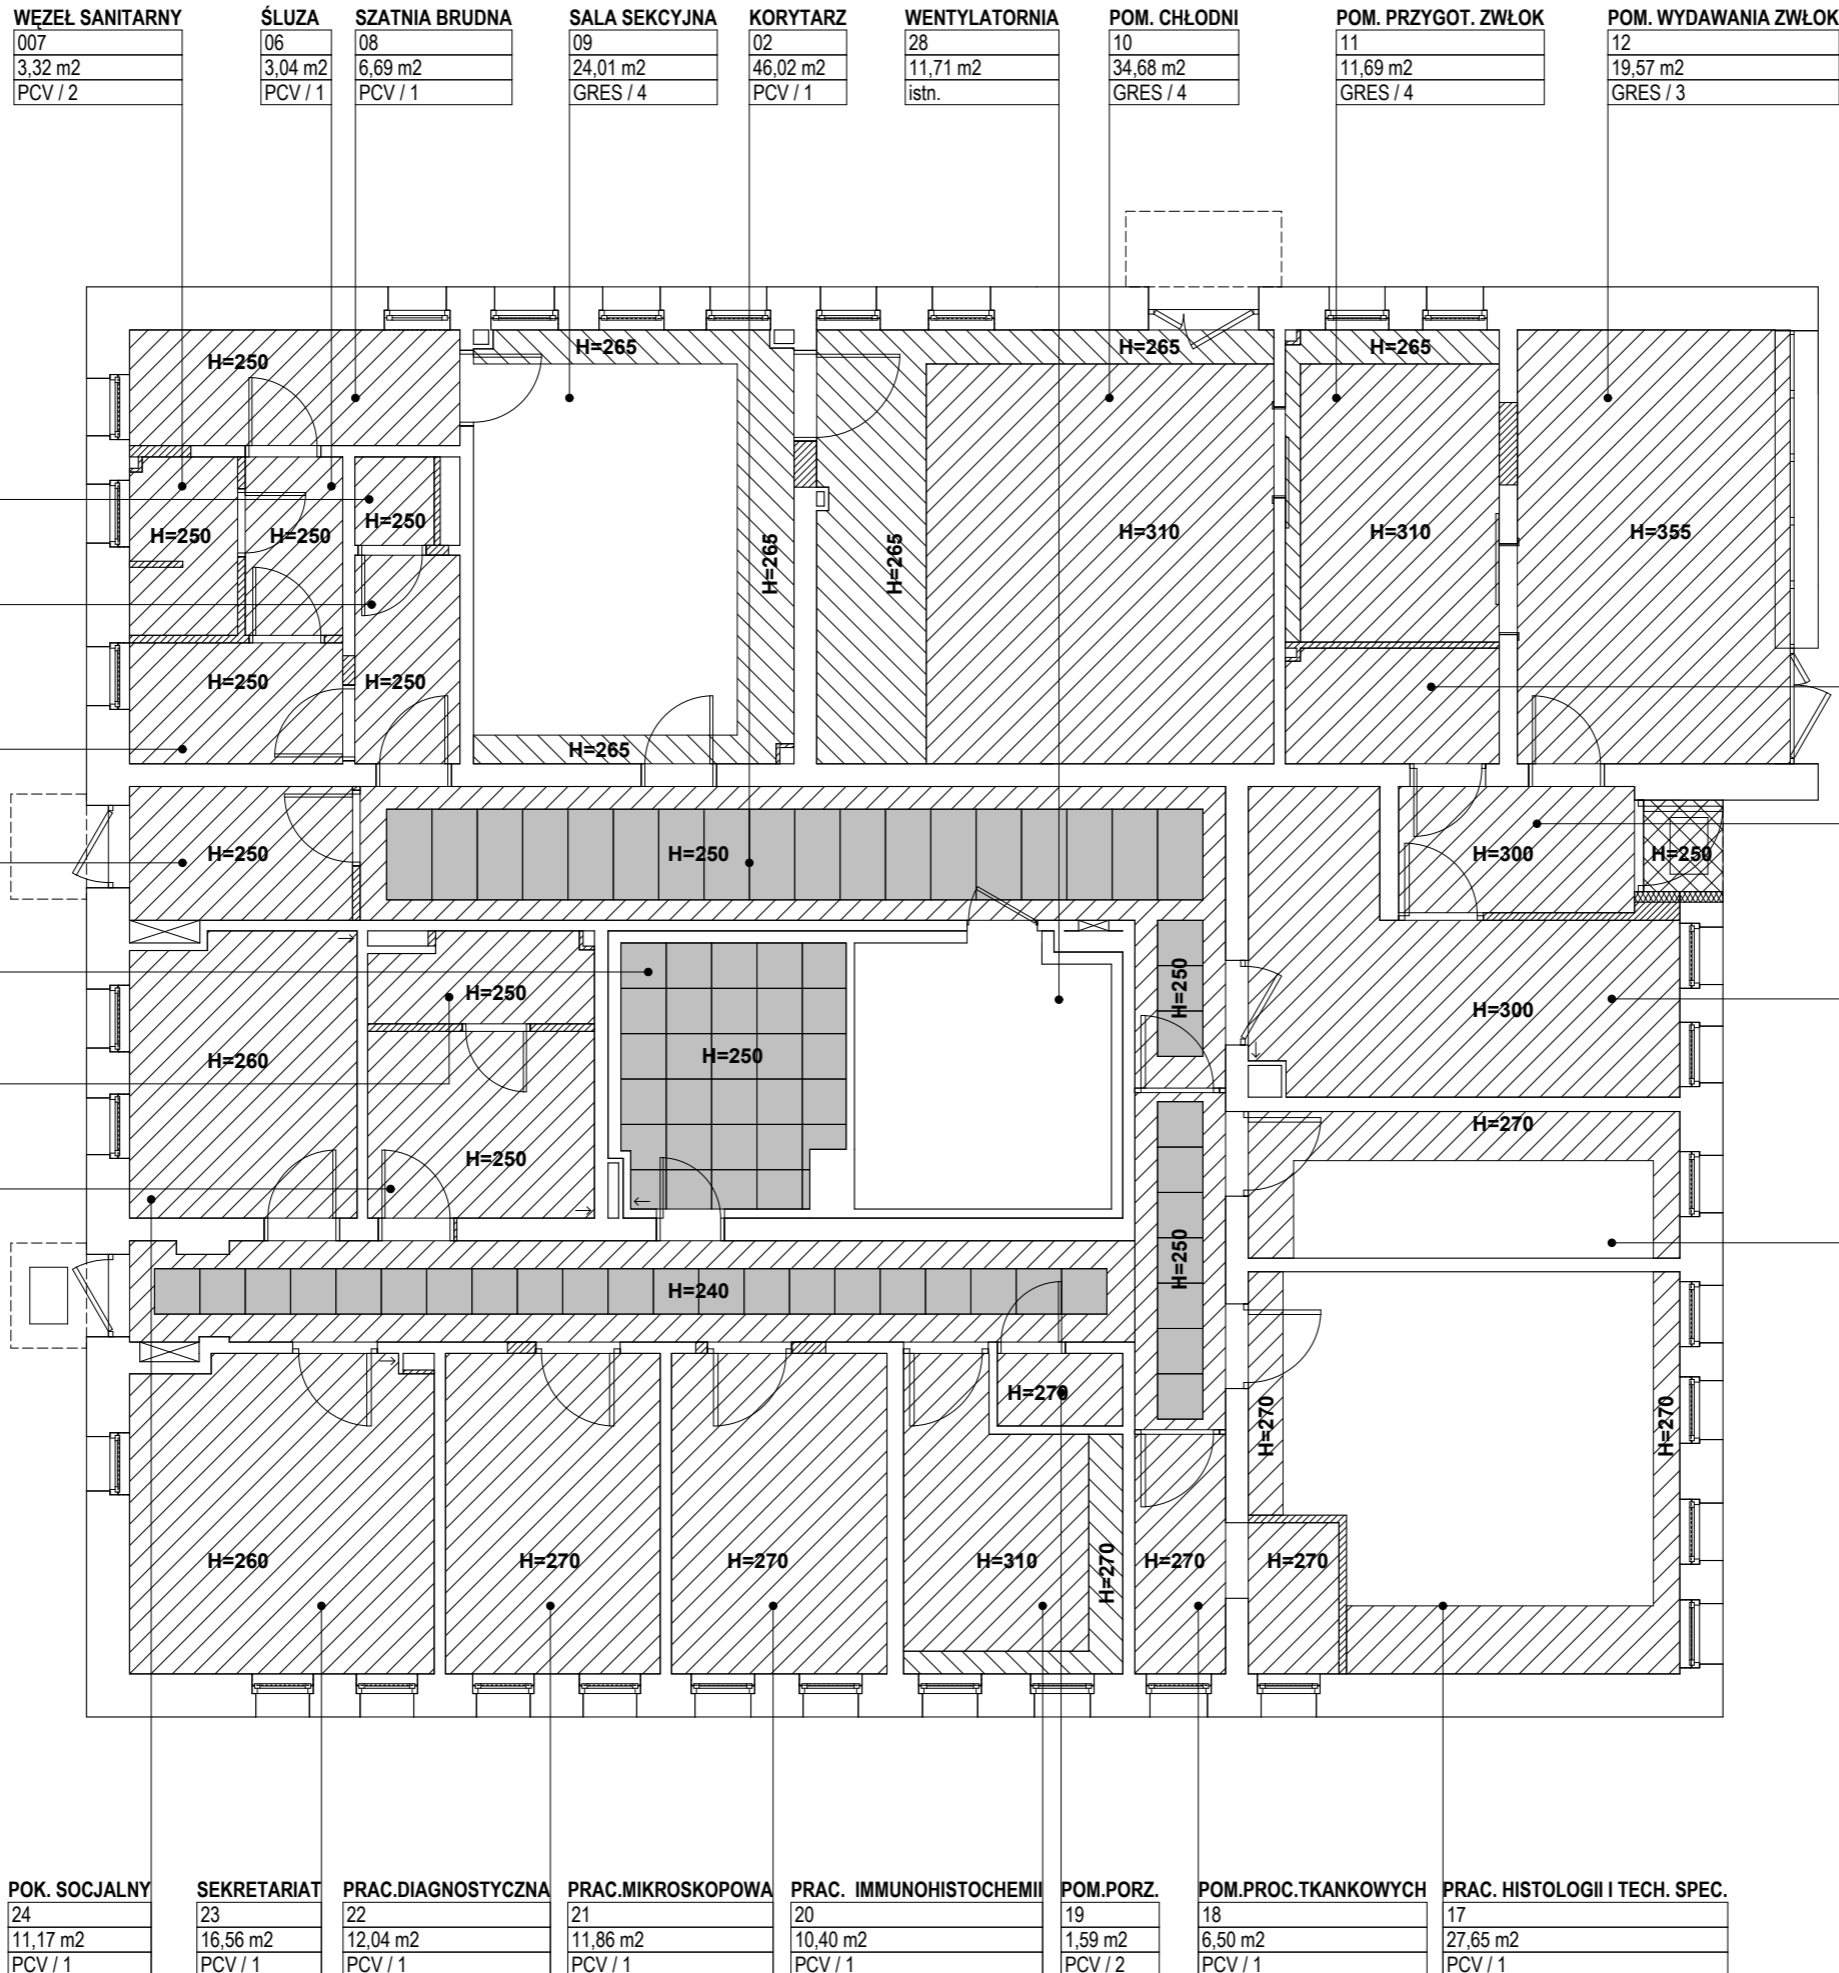 WĘZEŁ SANITARNY
007
3,32 m2
PCV / 2
ŚLUZA
06
3,04 m2
PCV / 1
SZATNIA BRUDNA
08
6,69 m2
PCV / 1
SALA SEKCYJNA
09
24,01 m2
GRES / 4
KORYTARZ
02
46,02 m2
PCV / 1
WENTYLATORNIA
28
11,71 m2
istn.
POM. CHŁODNI
10
34,68 m2
GRES / 4
POM. PRZYGOT. ZWŁOK
11
11,69 m2
GRES / 4
POM. WYDAWANIA ZWŁOK
12
19,57 m2
GRES / 3
H=250
H=265
H=265
H=265
H=250
H=250
H=250
H=265
H=265
H=310
H=310
H=355
H=250
H=250
H=265
H=250
H=250
H=300
H=250
H=250
H=250
H=300
H=260
H=250
H=270
H=250
H=250
H=240
H=270
H=270
H=270
H=260
H=270
H=270
H=310
H=270
H=270
H=270
POK. SOCJALNY
24
11,17 m2
PCV / 1
SEKRETARIAT
23
16,56 m2
PCV / 1
PRAC.DIAGNOSTYCZNA
22
12,04 m2
PCV / 1
PRAC.MIKROSKOPOWA
21
11,86 m2
PCV / 1
PRAC. IMMUNOHISTOCHEMII
20
10,40 m2
PCV / 1
POM.PORZ.
19
1,59 m2
PCV / 2
POM.PROC.TKANKOWYCH
18
6,50 m2
PCV / 1
PRAC. HISTOLOGII I TECH. SPEC.
17
27,65 m2
PCV / 1